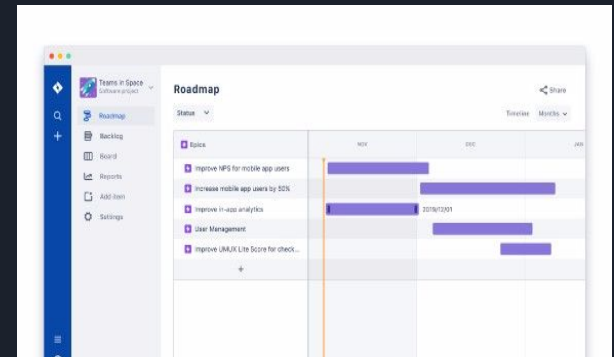 Teams in Space
Software project
Roadmap
Backlog
Board
Reports
Add item
Settings
Roadmap
Share
Status
Timeline
Months
Epics
NOV
DEC
JAN
Improve NPS for mobile app users
Increase mobile app users by 50%
Improve in-app analytics
2019/12/01
User Management
Improve UMUX Lite Score for check...